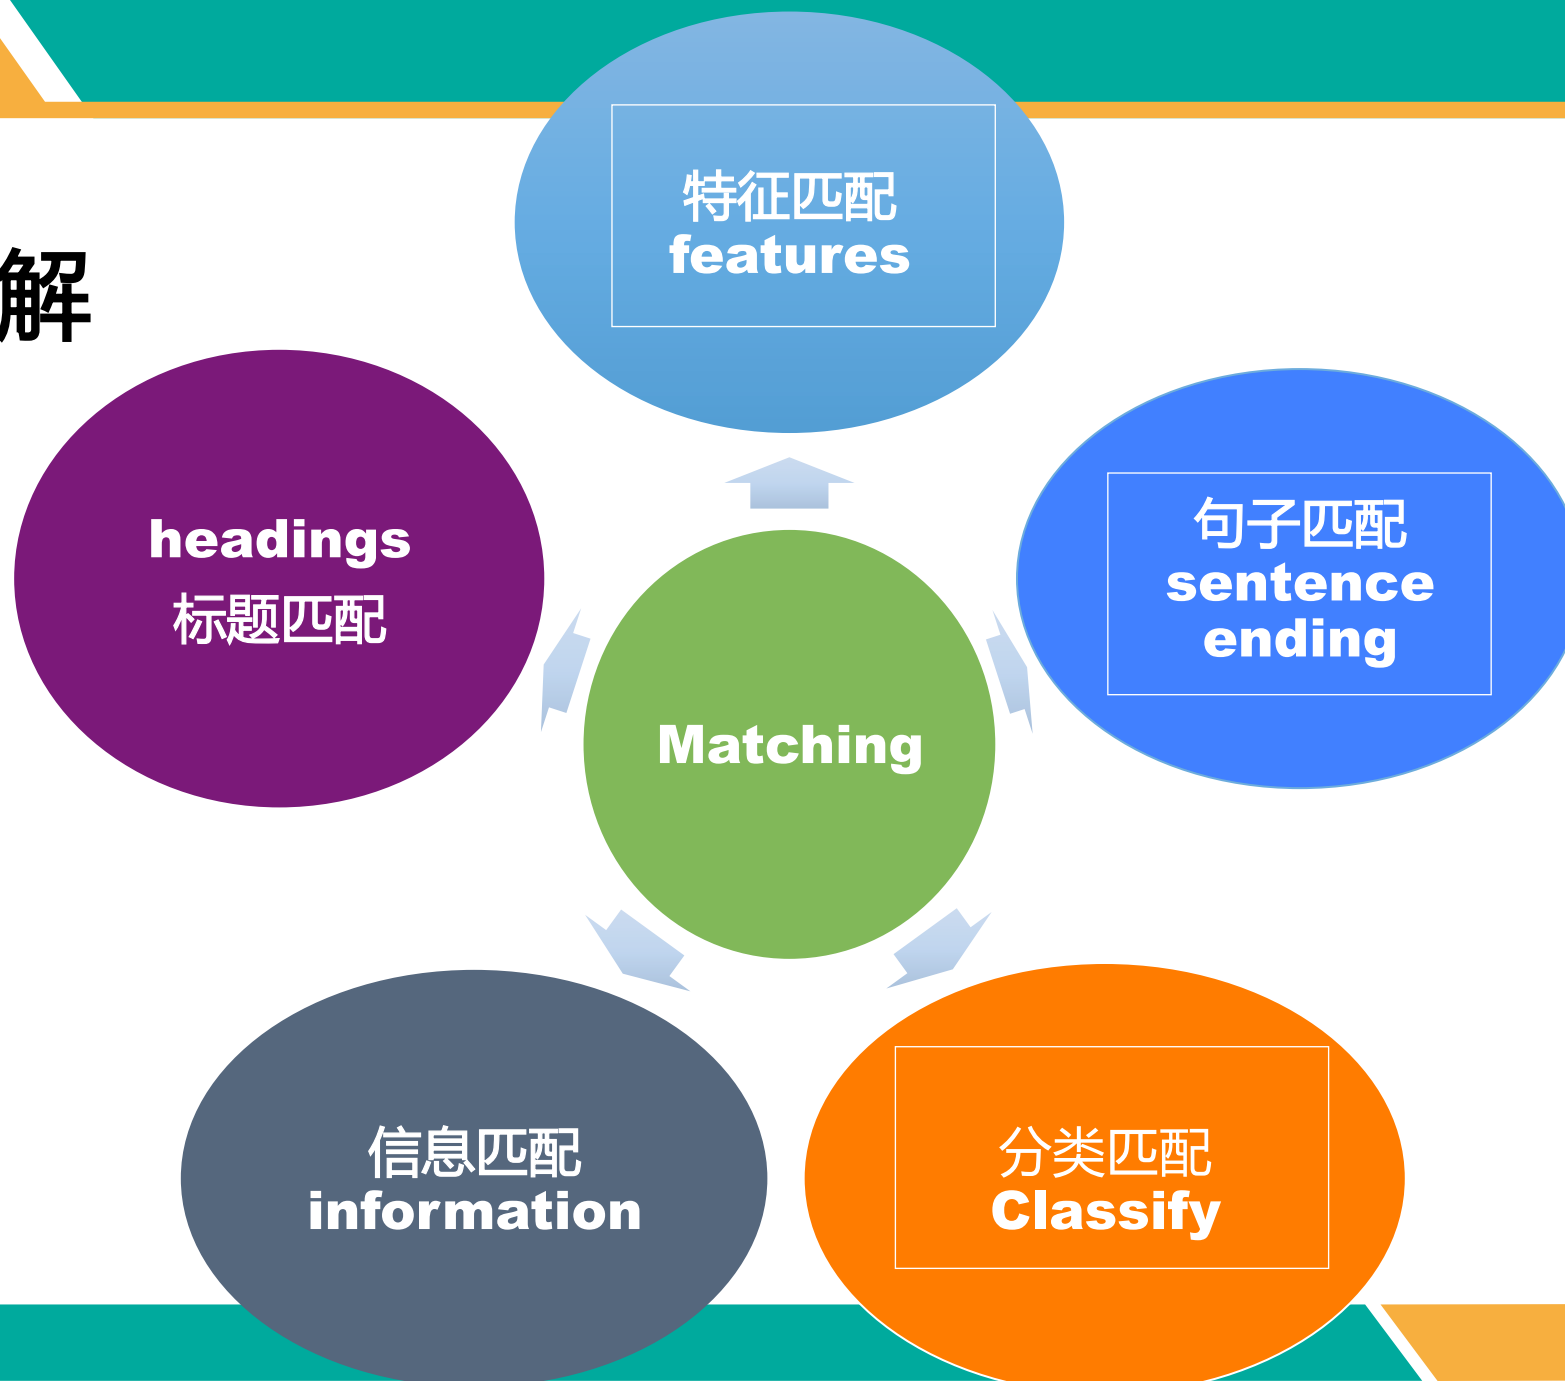 特征匹配
features
解
headings
标题匹配
句子匹配
sentence
ending
Matching
信息匹配
information
分类匹配
Classify